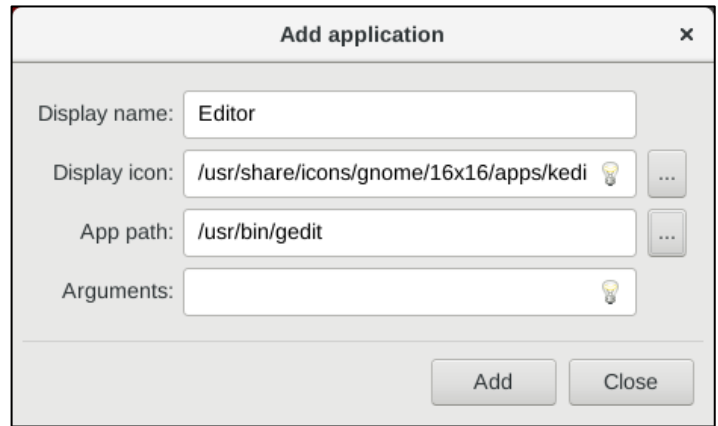 Add application ×
Display name: Editor
Display icon: /usr/share/icons/gnome/16x16/apps/kedi ...
App path: /usr/bin/gedit ...
Arguments:
Add Close